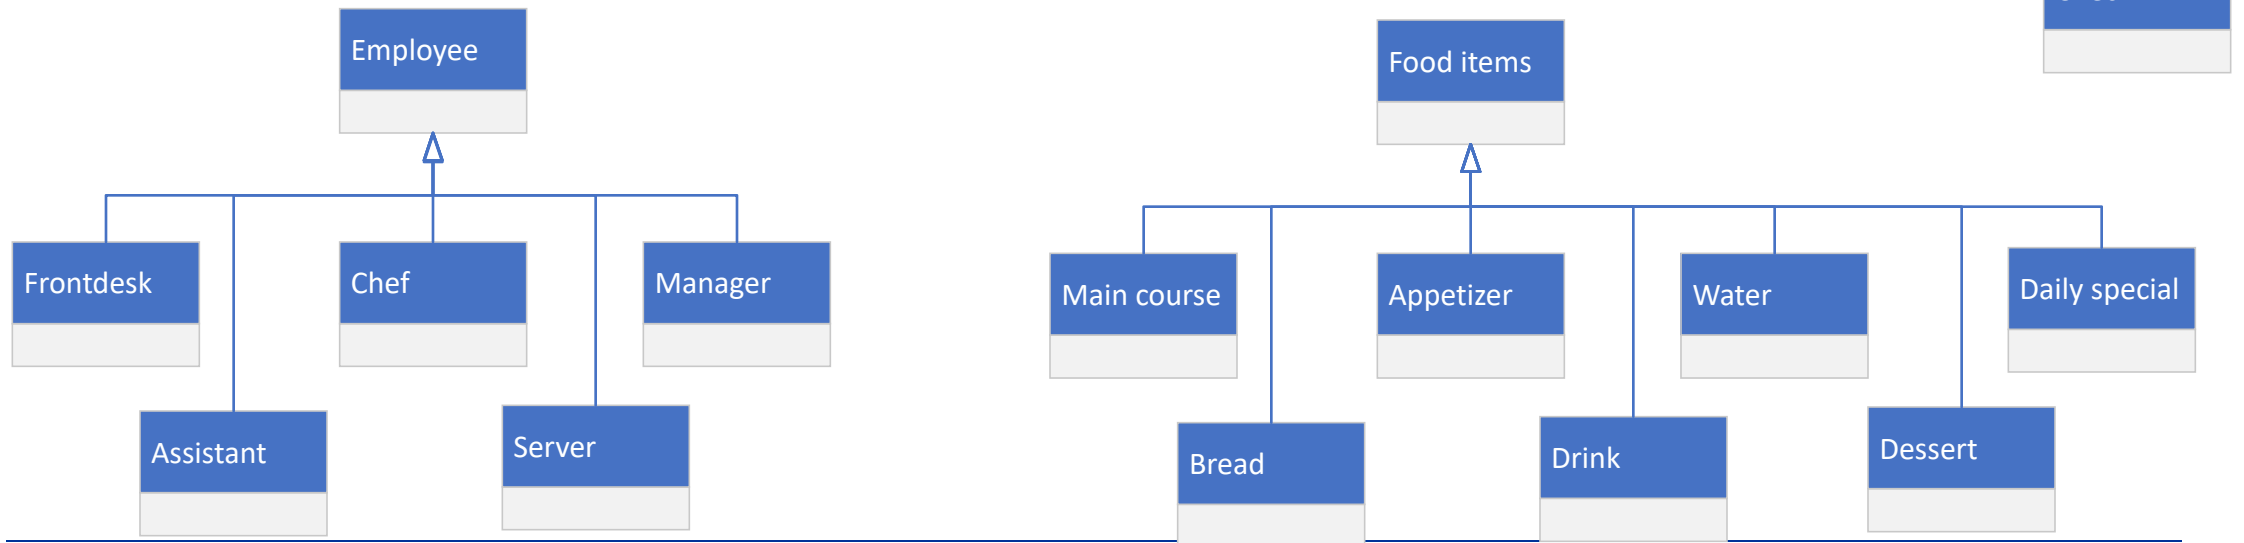 Employee
Food items
Frontdesk
Chef
Manager
Main course
Appetizer
Water
Daily special
Assistant
Server
Bread
Drink
Dessert